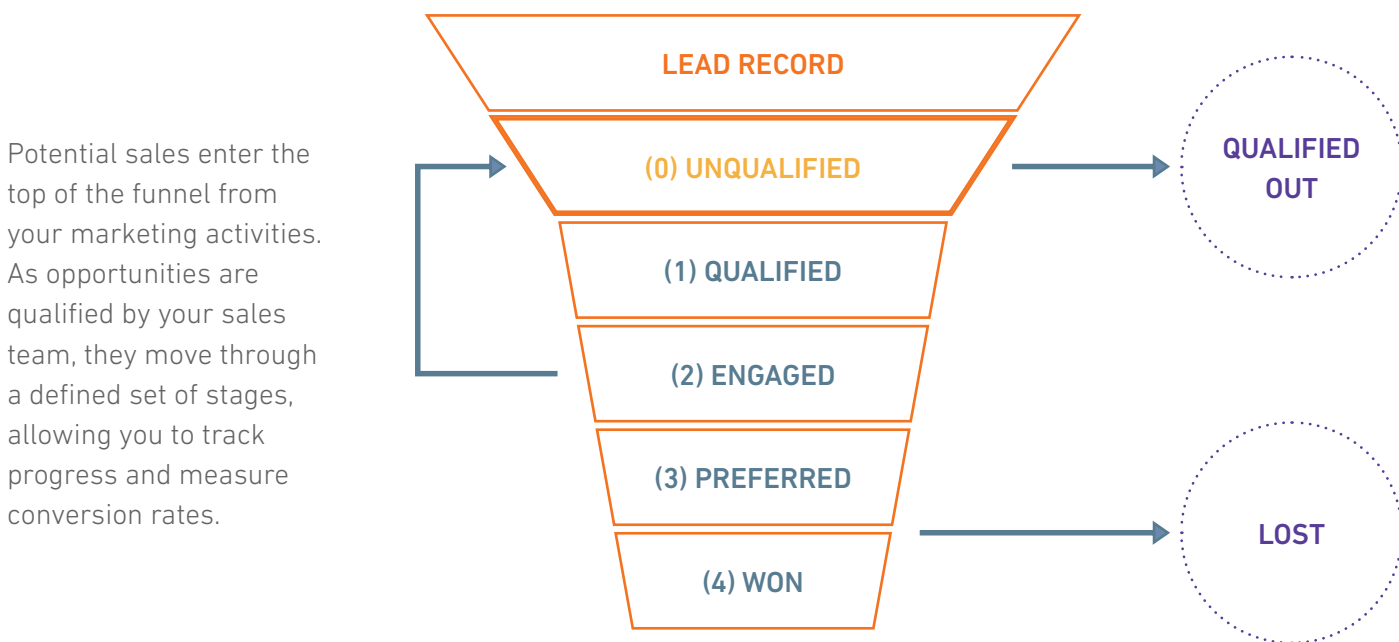 Potential sales enter the
top of the funnel from
your marketing activities.
As opportunities are
qualified by your sales
team, they move through
a defined set of stages,
allowing you to track
progress and measure
conversion rates.
LEAD RECORD
(0) UNQUALIFIED
(1) QUALIFIED
(2) ENGAGED
(3) PREFERRED
(4) WON
QUALIFIED
OUT
LOST